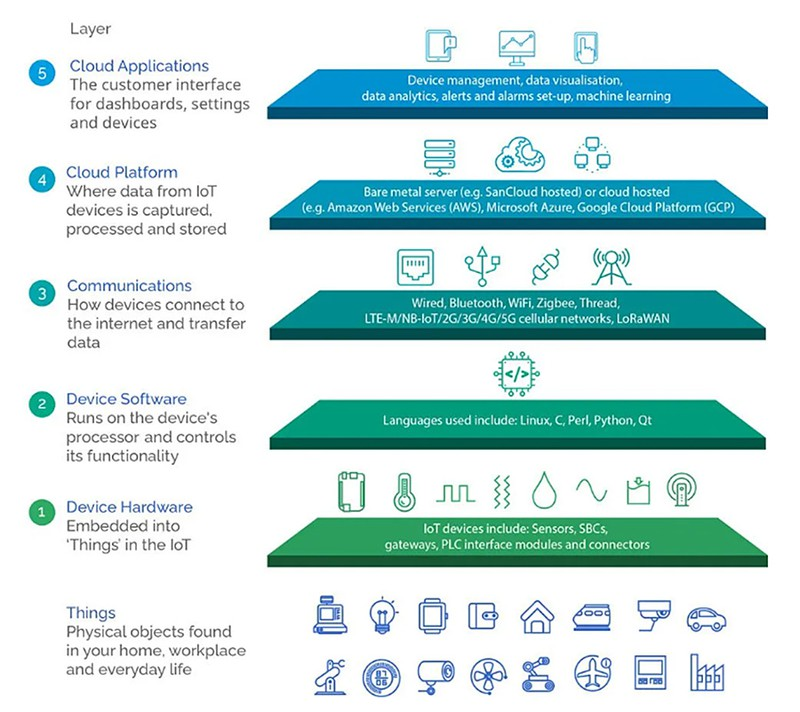 Layer
5
Cloud Applications
The customer interface
for dashboards, settings
and devices
Device management, data visualisation,
data analytics, alerts and alarms set-up, machine learning
4
Cloud Platform
Where data from IoT
devices is captured,
processed and stored
Bare metal server (e.g. SanCloud hosted) or cloud hosted
(e.g. Amazon Web Services (AWS), Microsoft Azure, Google Cloud Platform (GCP)
3
Communications
How devices connect to
the internet and transfer
data
Wired, Bluetooth, WiFi, Zigbee, Thread,
LTE-M/NB-IoT/2G/3G/4G/5G cellular networks, LoRaWAN
2
Device Software
Runs on the device's
processor and controls
its functionality
</>
Languages used include: Linux, C, Perl, Python, Qt
1
Device Hardware
Embedded into
‘Things’ in the IoT
IoT devices include: Sensors, SBCs,
gateways, PLC interface modules and connectors
Things
Physical objects found
in your home, workplace
and everyday life